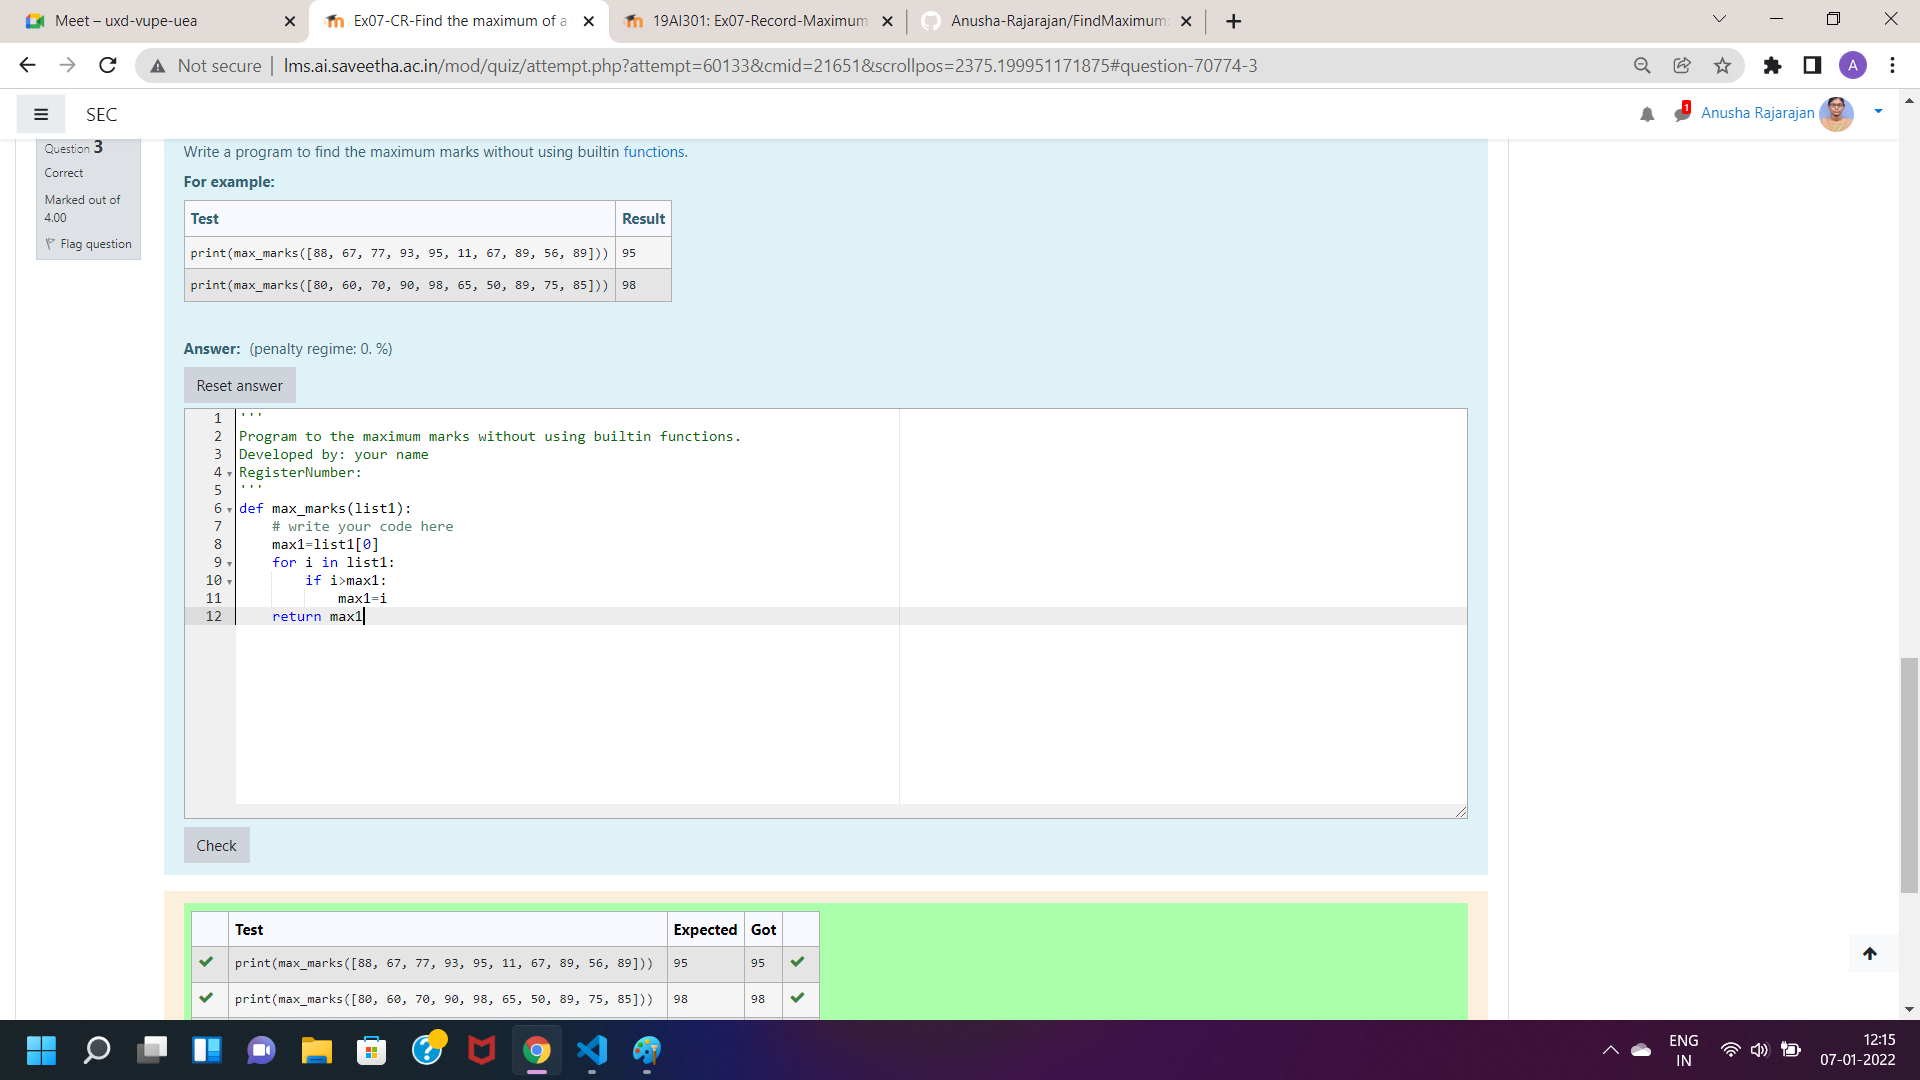 Meet – uxd-vupe-uea
Ex07-CR-Find the maximum of a
19AI301: Ex07-Record-Maximum
Anusha-Rajarajan/FindMaximum
Not secure | lms.ai.saveetha.ac.in/mod/quiz/attempt.php?attempt=60133&cmid=21651&scrollpos=2375.199951171875#question-70774-3
A
SEC
1
Anusha Rajarajan
Question 3
Correct
Marked out of
4.00
Flag question
Write a program to find the maximum marks without using builtin functions.
For example:
Test Result
print(max_marks([88, 67, 77, 93, 95, 11, 67, 89, 56, 89])) 95
print(max_marks([80, 60, 70, 90, 98, 65, 50, 89, 75, 85])) 98
Answer: (penalty regime: 0. %)
Reset answer
1 '''
2 Program to the maximum marks without using builtin functions.
3 Developed by: your name
4 RegisterNumber:
5 '''
6 def max_marks(list1):
7     # write your code here
8     max1=list1[0]
9     for i in list1:
10         if i>max1:
11             max1=i
12     return max1
Check
Test Expected Got
print(max_marks([88, 67, 77, 93, 95, 11, 67, 89, 56, 89])) 95 95
print(max_marks([80, 60, 70, 90, 98, 65, 50, 89, 75, 85])) 98 98
ENG
IN
12:15
07-01-2022